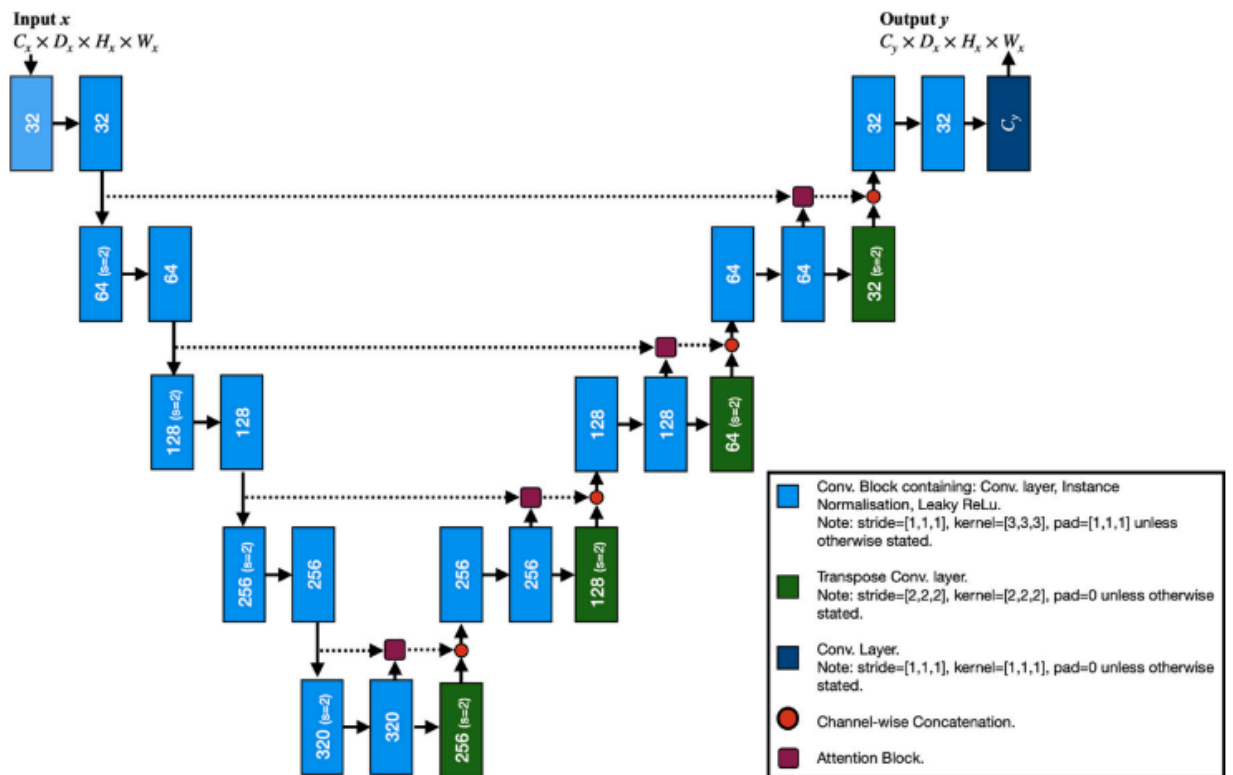 Input x
C_x × D_x × H_x × W_x
Output y
C_y × D_x × H_x × W_x
32
32
32
32
C_y
64 (s=2)
64
64
64
32 (s=2)
128 (s=2)
128
128
128
64 (s=2)
256 (s=2)
256
256
256
128 (s=2)
320 (s=2)
320
256 (s=2)
Conv. Block containing: Conv. layer, Instance
Normalisation, Leaky ReLu.
Note: stride=[1,1,1], kernel=[3,3,3], pad=[1,1,1] unless
otherwise stated.
Transpose Conv. layer.
Note: stride=[2,2,2], kernel=[2,2,2], pad=0 unless otherwise
stated.
Conv. Layer.
Note: stride=[1,1,1], kernel=[1,1,1], pad=0 unless otherwise
stated.
Channel-wise Concatenation.
Attention Block.